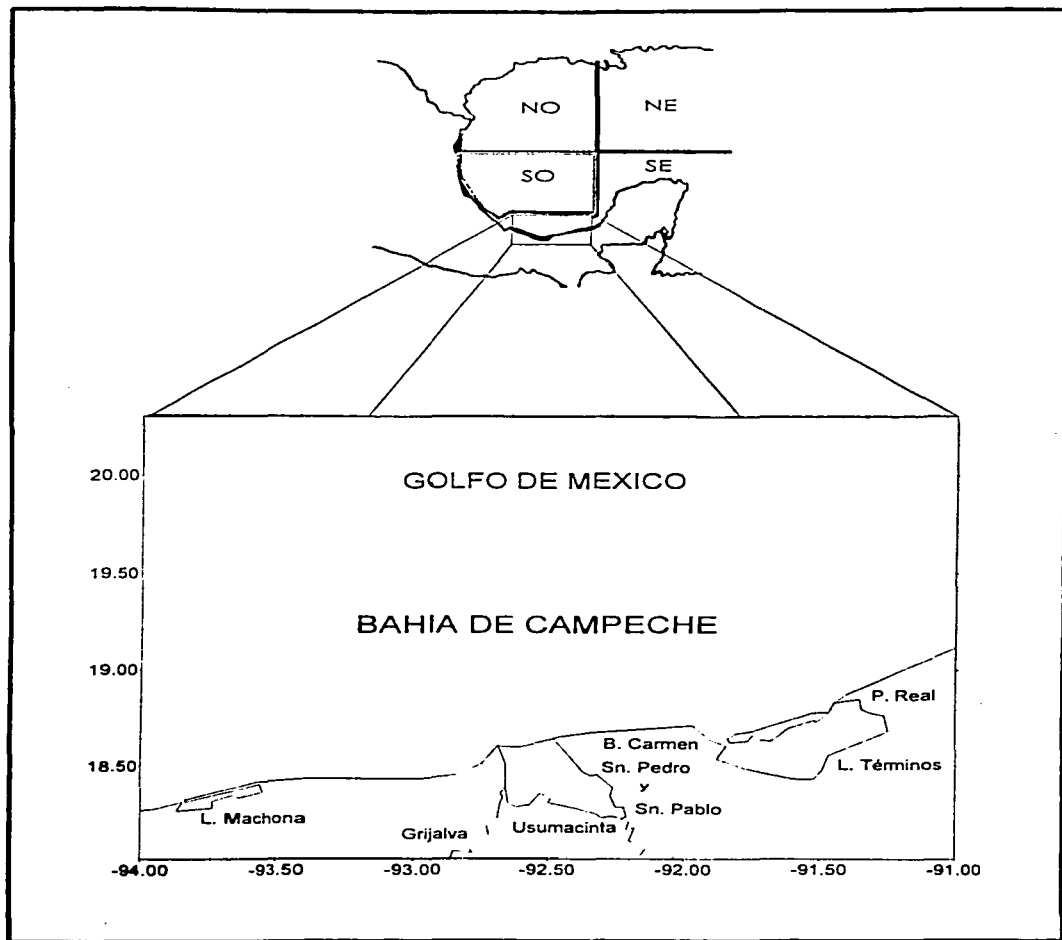 NO
NE
SO
SE
20.00
GOLFO DE MEXICO
19.50
BAHÍA DE CAMPECHE
19.00
P. Real
B. Carmen
18.50
Sn. Pedro
L. Términos
y
Sn. Pablo
L. Machona
Usumacinta
Grijalva
-94.00 -93.50 -93.00 -92.50 -92.00 -91.50 -91.00